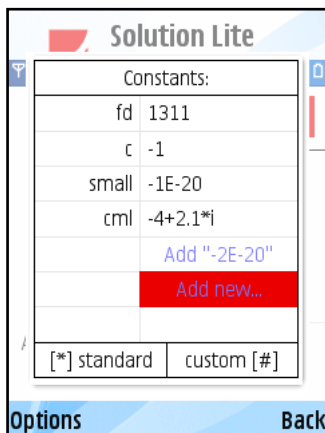 Solution Lite
Constants:
fd 1311
c -1
small -1E-20
cml -4+2.1*i
Add "-2E-20"
Add new...
[*] standard custom [#]
Options Back